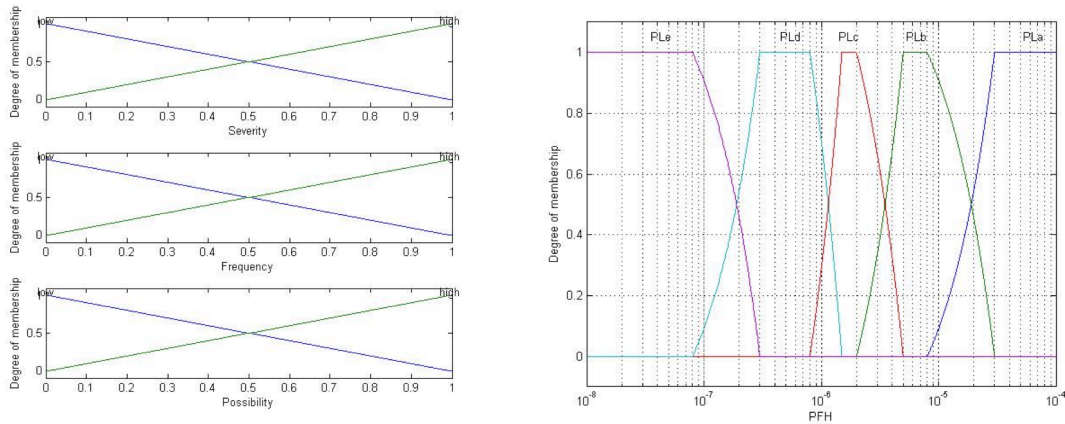 low high
1
0.5
0
Degree of membership
0 0.1 0.2 0.3 0.4 0.5 0.6 0.7 0.8 0.9 1
Severity
low high
1
0.5
0
Degree of membership
0 0.1 0.2 0.3 0.4 0.5 0.6 0.7 0.8 0.9 1
Frequency
low high
1
0.5
0
Degree of membership
0 0.1 0.2 0.3 0.4 0.5 0.6 0.7 0.8 0.9 1
Possibility
PLe PLd PLc PLb PLa
1
0.8
0.6
0.4
0.2
0
Degree of membership
10^-8 10^-7 10^-6 10^-5 10^-4
PFH